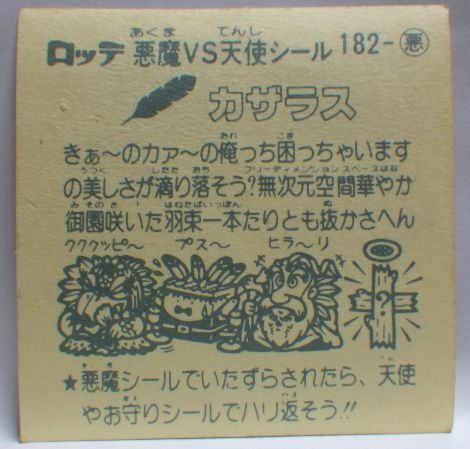 ロッテ 悪魔VS天使シール 182-悪
カザラス
きぁ〜のカァ〜の俺っち困っちゃいます
の美しさが滴り落そう?無次元空間華やか
御園咲いた羽束一本たりとも抜かさへん
ククククッピ〜 プス〜 ヒラ〜リ
★悪魔シールでいたずらされたら、天使
やお守りシールでハリ返そう!!